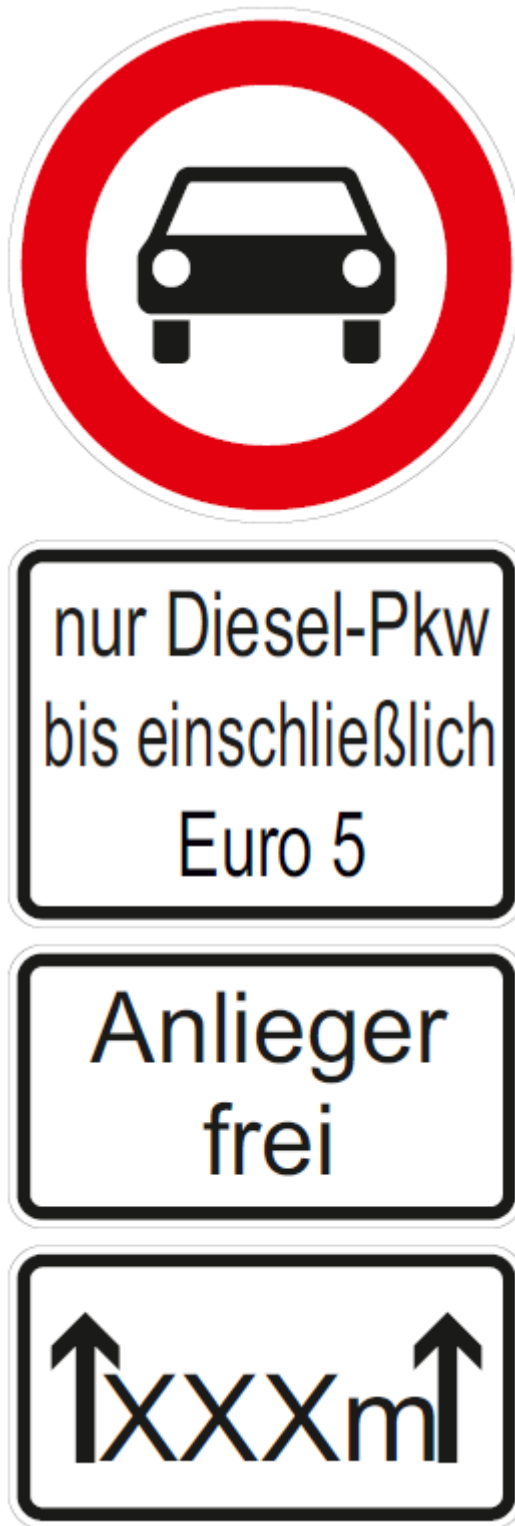 nur Diesel-Pkw
bis einschließlich
Euro 5
Anlieger
frei
XXXm